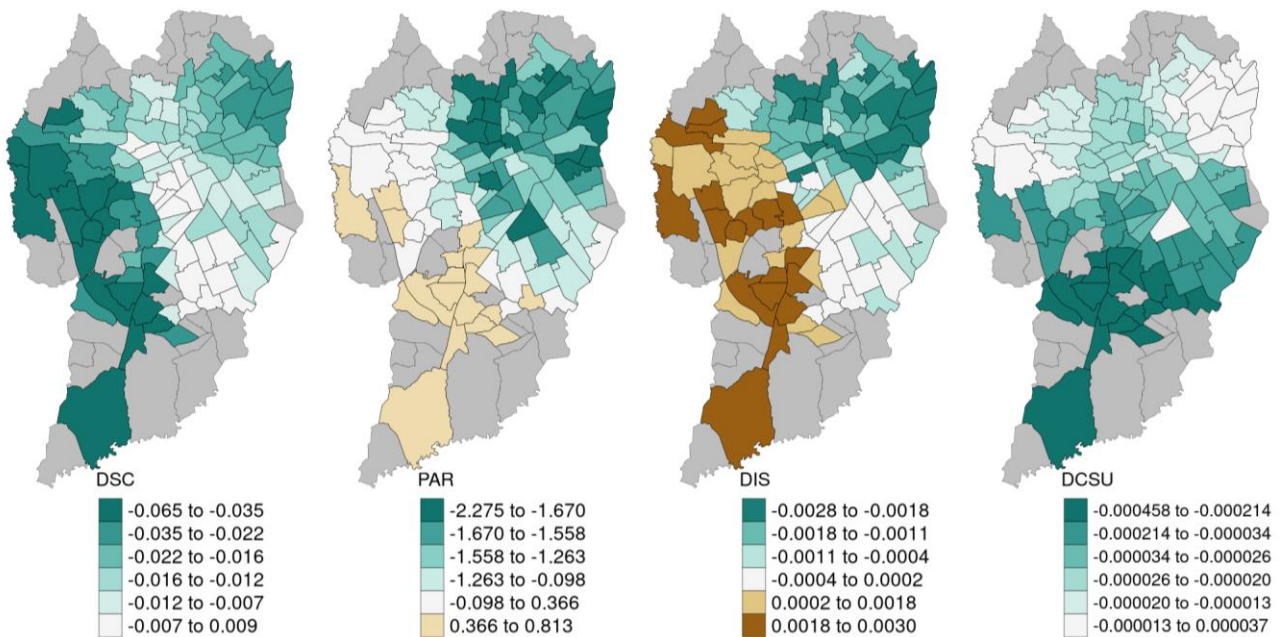 DSC
-0.065 to -0.035
-0.035 to -0.022
-0.022 to -0.016
-0.016 to -0.012
-0.012 to -0.007
-0.007 to 0.009
PAR
-2.275 to -1.670
-1.670 to -1.558
-1.558 to -1.263
-1.263 to -0.098
-0.098 to 0.366
0.366 to 0.813
DIS
-0.0028 to -0.0018
-0.0018 to -0.0011
-0.0011 to -0.0004
-0.0004 to 0.0002
0.0002 to 0.0018
0.0018 to 0.0030
DCSU
-0.000458 to -0.000214
-0.000214 to -0.000034
-0.000034 to -0.000026
-0.000026 to -0.000020
-0.000020 to -0.000013
-0.000013 to 0.000037